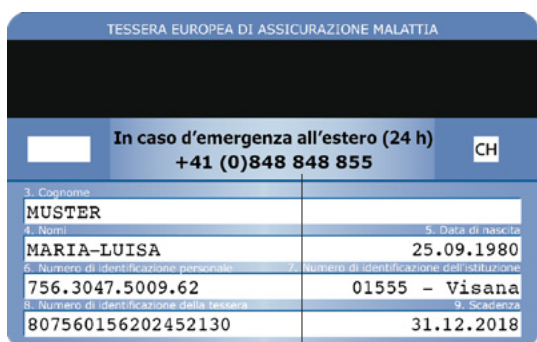 TESSERA EUROPEA DI ASSICURAZIONE MALATTIA
In caso d’emergenza all’estero (24 h)
+41 (0)848 848 855
CH
3. Cognome
MUSTER
4. Nomi 5. Data di nascita
MARIA-LUISA 25.09.1980
6. Numero di identificazione personale 7. Numero di identificazione dell'istituzione
756.3047.5009.62 01555 – Visana
8. Numero di identificazione della tessera 9. Scadenza
807560156202452130 31.12.2018